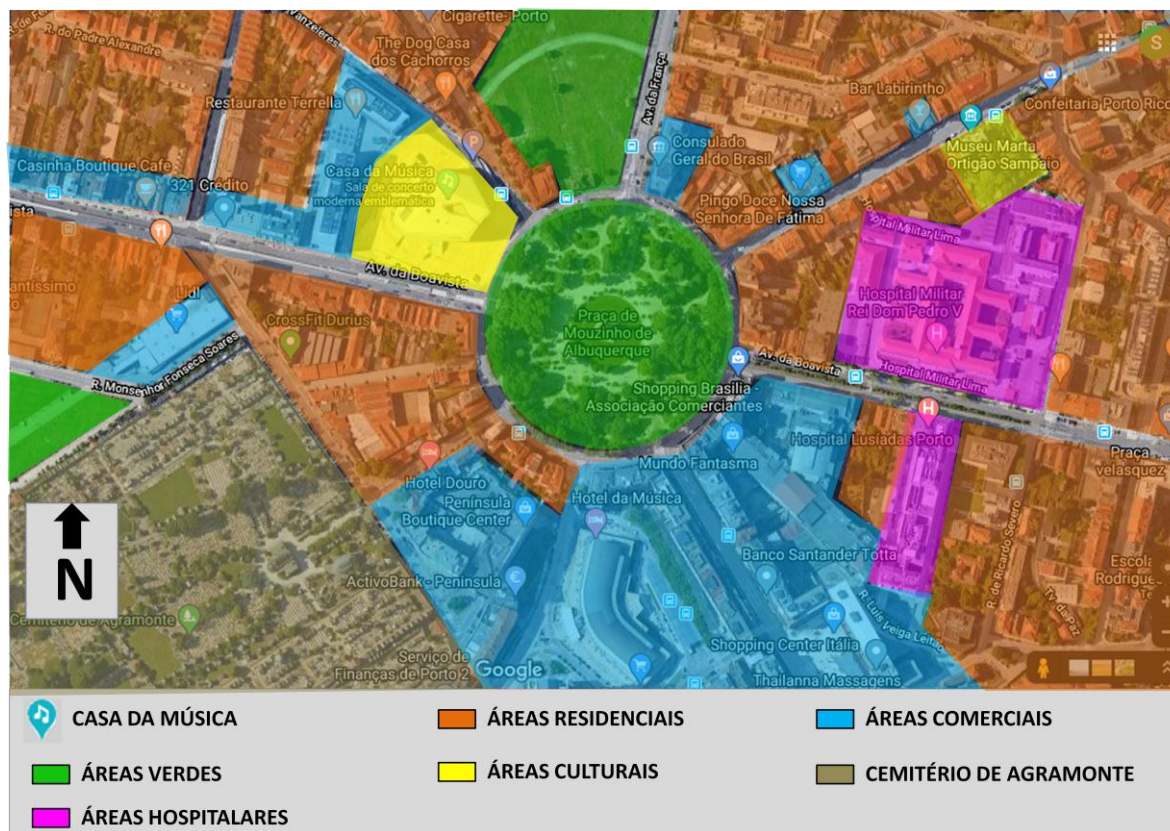 Cigarette- Porto
Vanzeleres
R. do Padre Alexandre
The Dog Casa
dos Cachorros
Av. da França
S
Bar Labirintho
Confeitaria Porto Rico
Restaurante Terrella
Consulado
Geral do Brasil
Museu Marta
Ortigão Sampaio
Casinha Boutique Cafe
321 Crédito
Casa da Música
Sala de concerto
moderna emblemática
P
Pingo Doce Nossa
Senhora De Fátima
Hospital Militar Lima
Av. da Boavista
Hospital Militar
Rei Dom Pedro V
H
Lidl
CrossFit Durius
Praça de
Mouzinho de
Albuquerque
Av. da Boavista
Hospital Militar Lima
R. Monsenhor Fonseca Soares
Shopping Brasília -
Associação Comerciantes
H
Hospital Lusíadas Porto
Praça
velasquez
Mundo Fantasma
Hotel Douro
Península
Boutique Center
Hotel da Música
N
Banco Santander Totta
ActivoBank - Península
R. de Ricardo Severo
Escola
Rodrigue
Tv. da Paz
Cemitério de Agramonte
R. Luís Veiga Leitão
Shopping Center Itália
Serviço de
Finanças de Porto 2
Google
Thailanna Massagens
CASA DA MÚSICA
ÁREAS RESIDENCIAIS
ÁREAS COMERCIAIS
ÁREAS VERDES
ÁREAS CULTURAIS
CEMITÉRIO DE AGRAMONTE
ÁREAS HOSPITALARES